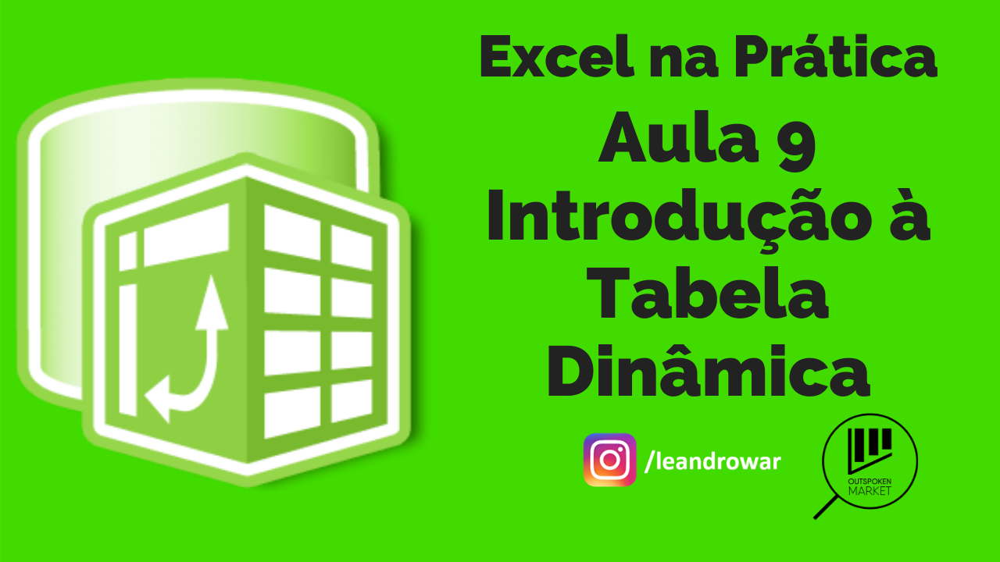 Excel na Prática
Aula 9
Introdução à
Tabela
Dinâmica
/leandrowar
OUTSPOKEN
MARKET